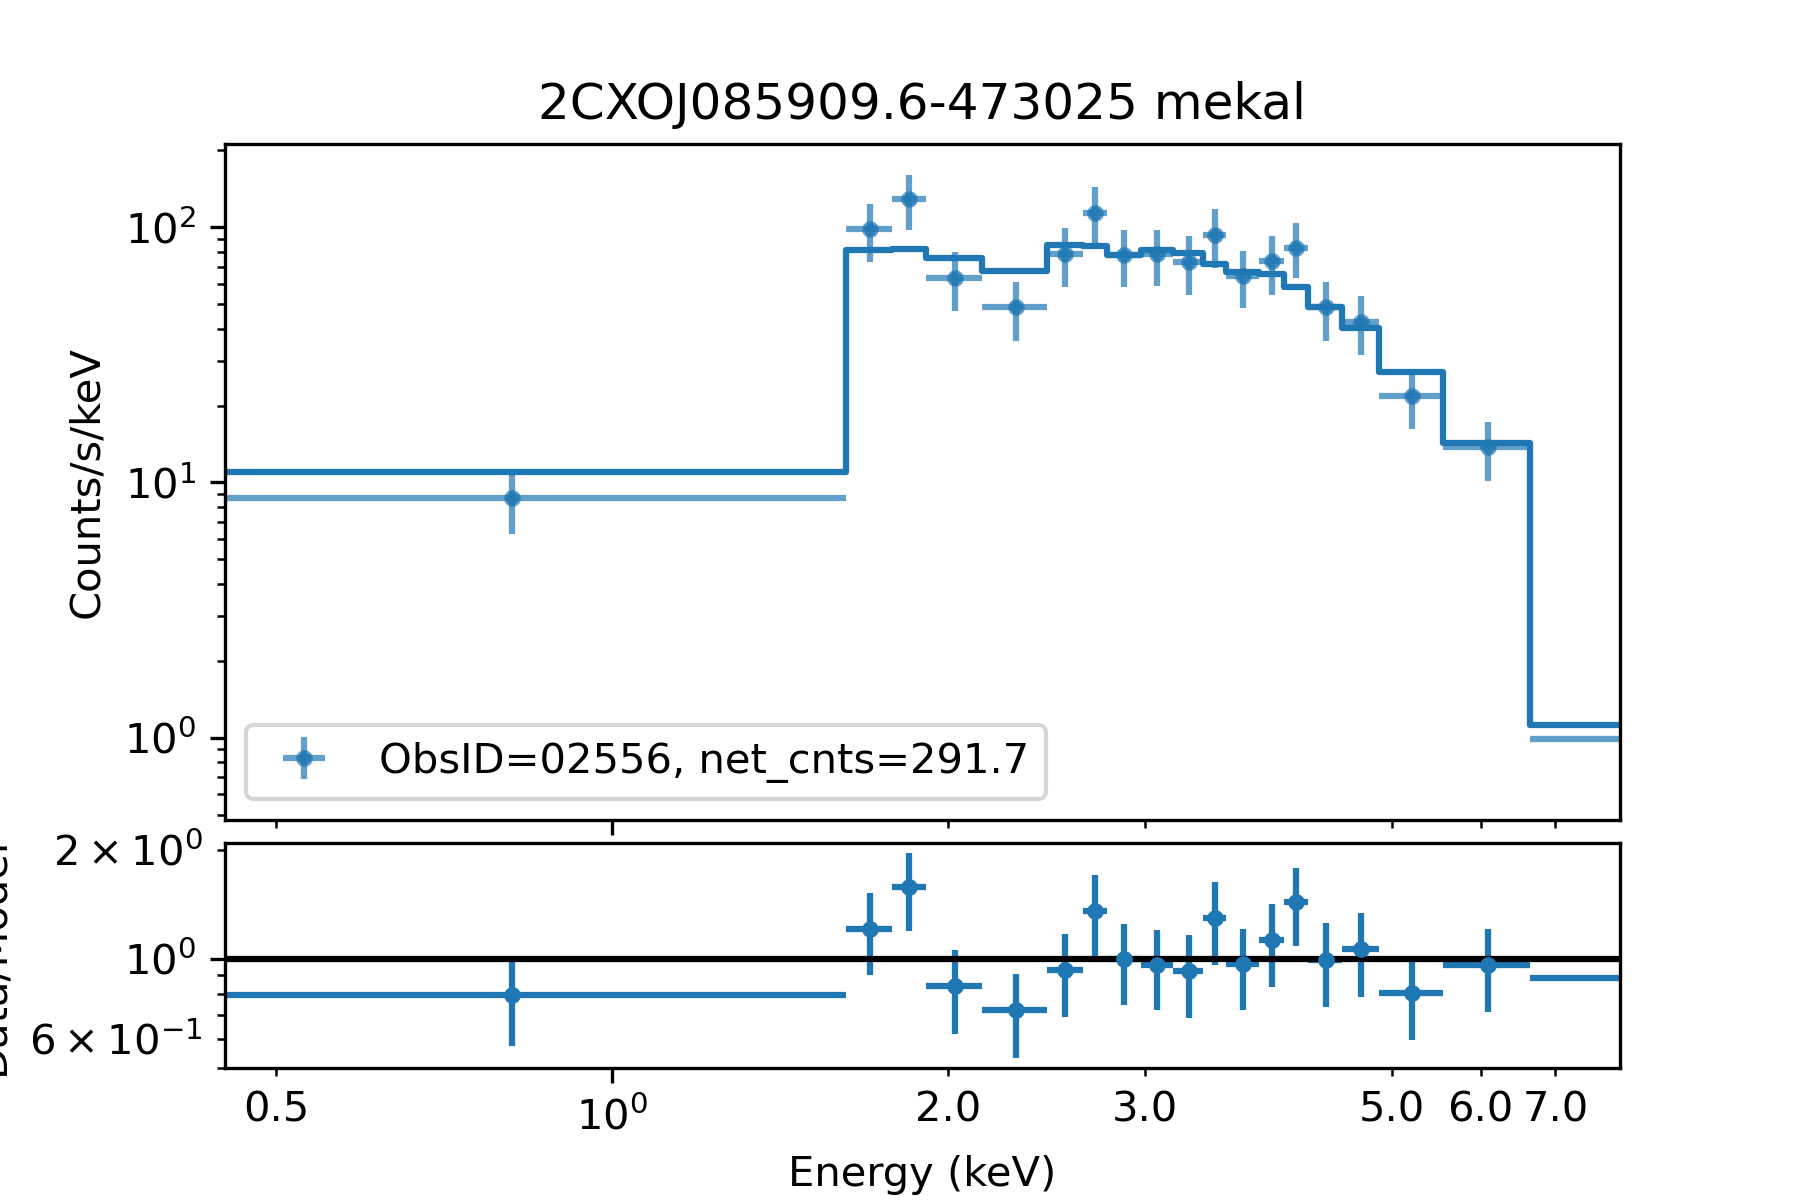 2CXOJ085909.6-473025 mekal
Counts/s/keV
10²
10¹
10⁰
ObsID=02556, net_cnts=291.7
2 × 10⁰
10⁰
6 × 10⁻¹
0.5 10⁰ 2.0 3.0 5.0 6.0 7.0
Energy (keV)